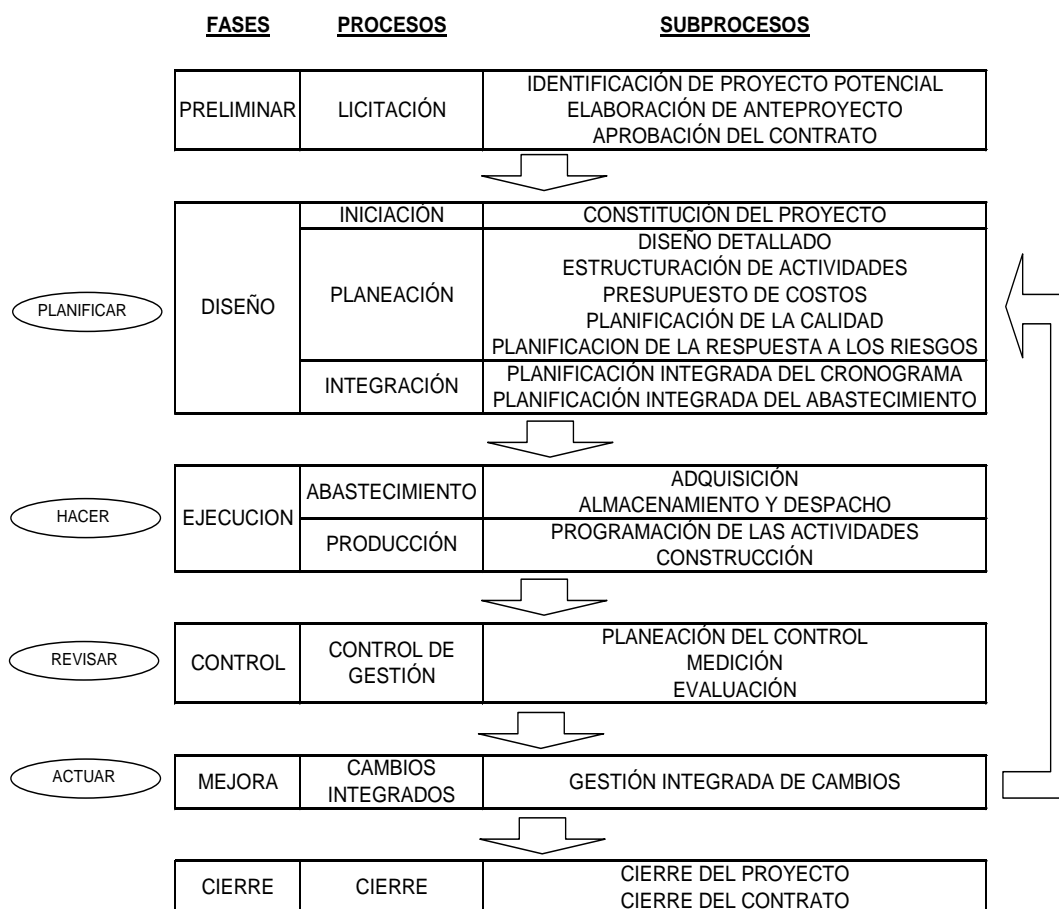 FASES PROCESOS SUBPROCESOS
PRELIMINAR LICITACIÓN IDENTIFICACIÓN DE PROYECTO POTENCIAL
ELABORACIÓN DE ANTEPROYECTO
APROBACIÓN DEL CONTRATO
PLANIFICAR
DISEÑO
INICIACIÓN CONSTITUCIÓN DEL PROYECTO
PLANEACIÓN
DISEÑO DETALLADO
ESTRUCTURACIÓN DE ACTIVIDADES
PRESUPUESTO DE COSTOS
PLANIFICACIÓN DE LA CALIDAD
PLANIFICACION DE LA RESPUESTA A LOS RIESGOS
INTEGRACIÓN
PLANIFICACIÓN INTEGRADA DEL CRONOGRAMA
PLANIFICACIÓN INTEGRADA DEL ABASTECIMIENTO
HACER
EJECUCION
ABASTECIMIENTO
ADQUISICIÓN
ALMACENAMIENTO Y DESPACHO
PRODUCCIÓN
PROGRAMACIÓN DE LAS ACTIVIDADES
CONSTRUCCIÓN
REVISAR
CONTROL
CONTROL DE
GESTIÓN
PLANEACIÓN DEL CONTROL
MEDICIÓN
EVALUACIÓN
ACTUAR
MEJORA
CAMBIOS
INTEGRADOS
GESTIÓN INTEGRADA DE CAMBIOS
CIERRE
CIERRE
CIERRE DEL PROYECTO
CIERRE DEL CONTRATO